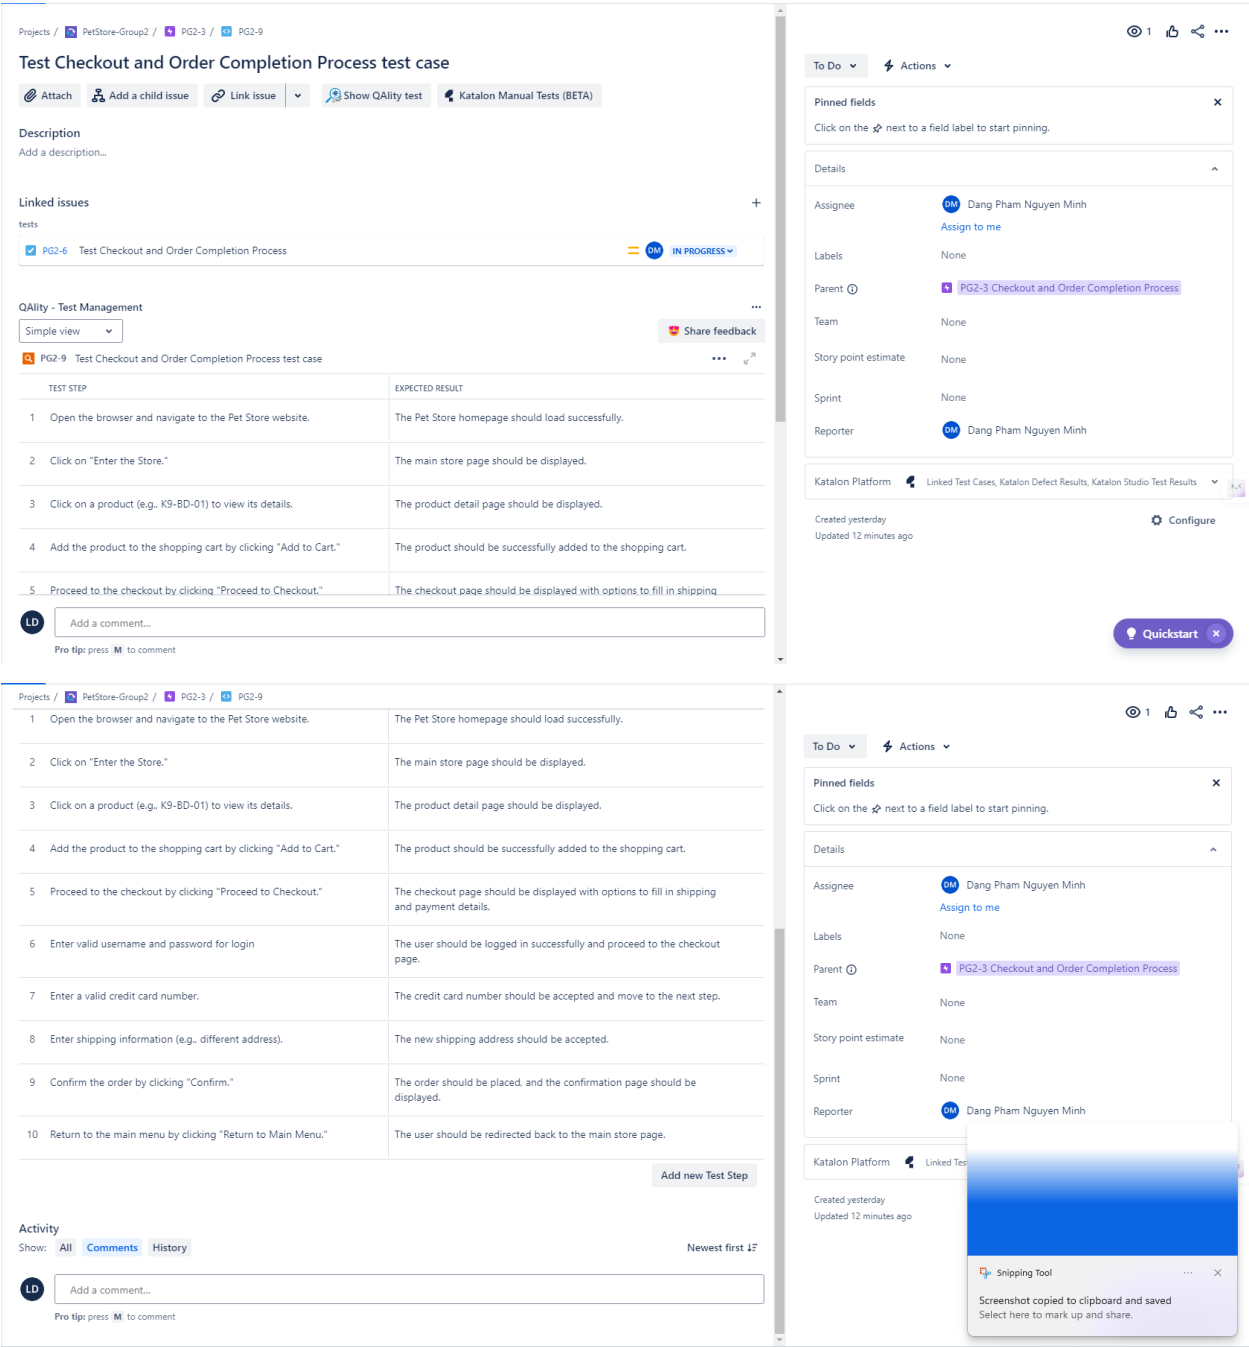 Projects / PetStore-Group2 / PG2-3 / PG2-9
Test Checkout and Order Completion Process test case
Attach Add a child issue Link issue Show QAlity test Katalon Manual Tests (BETA)
Description
Add a description...
Linked issues
tests
PG2-6 Test Checkout and Order Completion Process DM IN PROGRESS
QAlity - Test Management
Simple view Share feedback
PG2-9 Test Checkout and Order Completion Process test case
TEST STEP EXPECTED RESULT
1 Open the browser and navigate to the Pet Store website. The Pet Store homepage should load successfully.
2 Click on "Enter the Store." The main store page should be displayed.
3 Click on a product (e.g., K9-BD-01) to view its details. The product detail page should be displayed.
4 Add the product to the shopping cart by clicking "Add to Cart." The product should be successfully added to the shopping cart.
5 Proceed to the checkout by clicking "Proceed to Checkout." The checkout page should be displayed with options to fill in shipping
LD Add a comment...
Pro tip: press M to comment
1
To Do Actions
Pinned fields
Click on the next to a field label to start pinning.
Details
Assignee DM Dang Pham Nguyen Minh
Assign to me
Labels None
Parent PG2-3 Checkout and Order Completion Process
Team None
Story point estimate None
Sprint None
Reporter DM Dang Pham Nguyen Minh
Katalon Platform Linked Test Cases, Katalon Defect Results, Katalon Studio Test Results
Created yesterday Configure
Updated 12 minutes ago
Quickstart
Projects / PetStore-Group2 / PG2-3 / PG2-9
1 Open the browser and navigate to the Pet Store website. The Pet Store homepage should load successfully.
2 Click on "Enter the Store." The main store page should be displayed.
3 Click on a product (e.g., K9-BD-01) to view its details. The product detail page should be displayed.
4 Add the product to the shopping cart by clicking "Add to Cart." The product should be successfully added to the shopping cart.
5 Proceed to the checkout by clicking "Proceed to Checkout." The checkout page should be displayed with options to fill in shipping
and payment details.
6 Enter valid username and password for login The user should be logged in successfully and proceed to the checkout
page.
7 Enter a valid credit card number. The credit card number should be accepted and move to the next step.
8 Enter shipping information (e.g., different address). The new shipping address should be accepted.
9 Confirm the order by clicking "Confirm." The order should be placed, and the confirmation page should be
displayed.
10 Return to the main menu by clicking "Return to Main Menu." The user should be redirected back to the main store page.
Add new Test Step
Activity
Show: All Comments History Newest first
LD Add a comment...
Pro tip: press M to comment
1
To Do Actions
Pinned fields
Click on the next to a field label to start pinning.
Details
Assignee DM Dang Pham Nguyen Minh
Assign to me
Labels None
Parent PG2-3 Checkout and Order Completion Process
Team None
Story point estimate None
Sprint None
Reporter DM Dang Pham Nguyen Minh
Katalon Platform Linked Tes
Created yesterday
Updated 12 minutes ago
Snipping Tool
Screenshot copied to clipboard and saved
Select here to mark up and share.